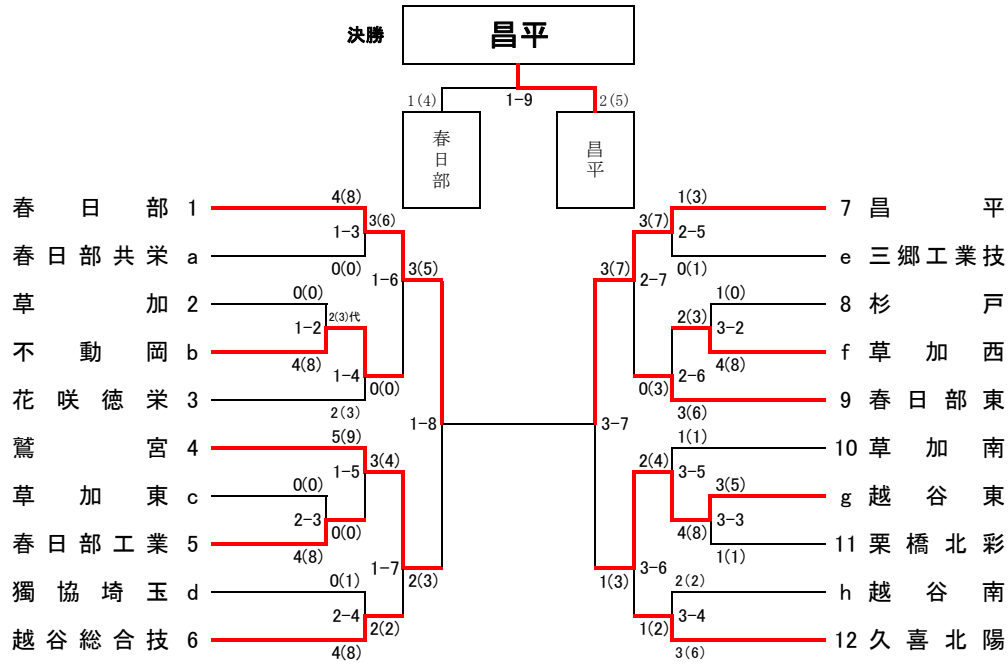 決勝 昌平
1(4) 1-9 2(5)
春日部 昌平
春日部 1 4(8) 1(3) 7 昌平
3(6) 3(7)
1-3 2-5
春日部共栄 a 0(0) 0(1) e 三郷工業技
1-6 3(5) 3(7) 2-7
草加 2 0(0) 1(0) 8 杉戸
1-2 2(3)代 2(3) 3-2
不動岡 b 4(8) 4(8) f 草加西
1-4 0(0) 0(3) 2-6
花咲徳栄 3 2(3) 3(6) 9 春日部東
1-8 3-7
鷲宮 4 5(9) 1(1) 10 草加南
1-5 3(4) 2(4) 3-5
草加東 c 0(0) 3(5) g 越谷東
2-3 0(0) 4(8) 3-3
春日部工業 5 4(8) 1(1) 11 栗橋北彩
1-7 2(3) 1(3) 3-6
獨協埼玉 d 0(1) 2(2) h 越谷南
2-4 2(2) 1(2) 3-4
越谷総合技 6 4(8) 3(6) 12 久喜北陽